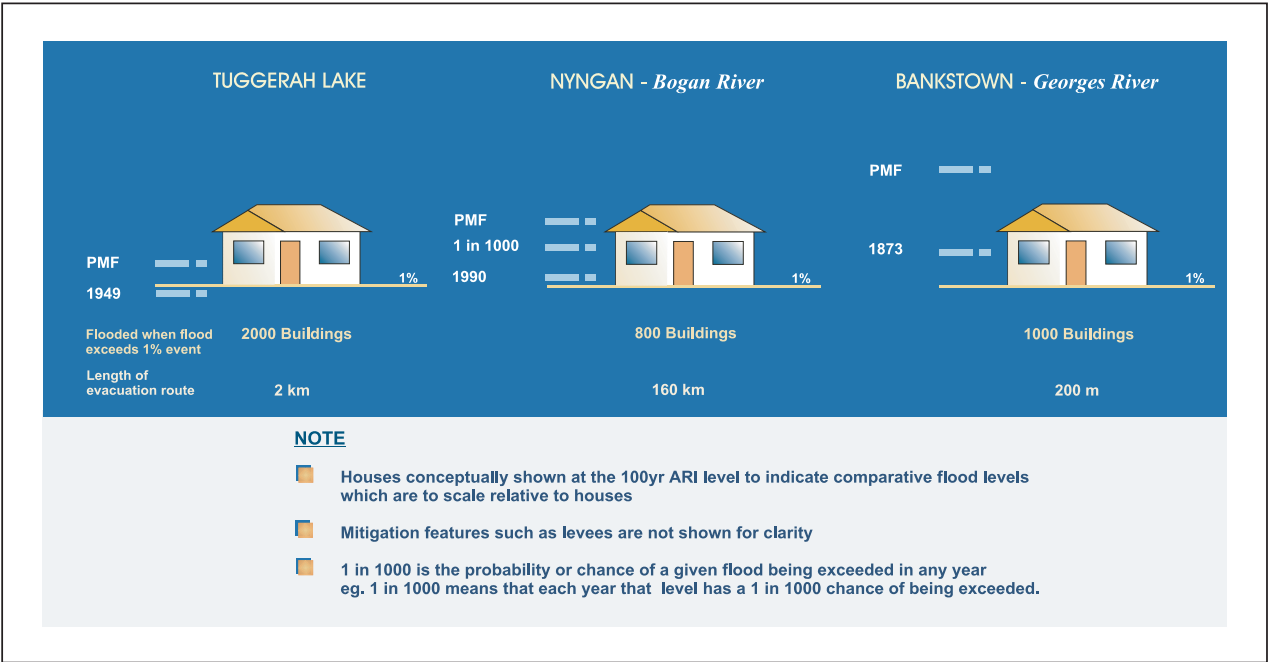 TUGGERAH LAKE
NYNGAN - Bogan River
BANKSTOWN - Georges River
PMF
1949
1%
PMF
1 in 1000
1990
1%
PMF
1873
1%
Flooded when flood
exceeds 1% event
2000 Buildings
800 Buildings
1000 Buildings
Length of
evacuation route
2 km
160 km
200 m
NOTE
Houses conceptually shown at the 100yr ARI level to indicate comparative flood levels
which are to scale relative to houses
Mitigation features such as levees are not shown for clarity
1 in 1000 is the probability or chance of a given flood being exceeded in any year
eg. 1 in 1000 means that each year that level has a 1 in 1000 chance of being exceeded.